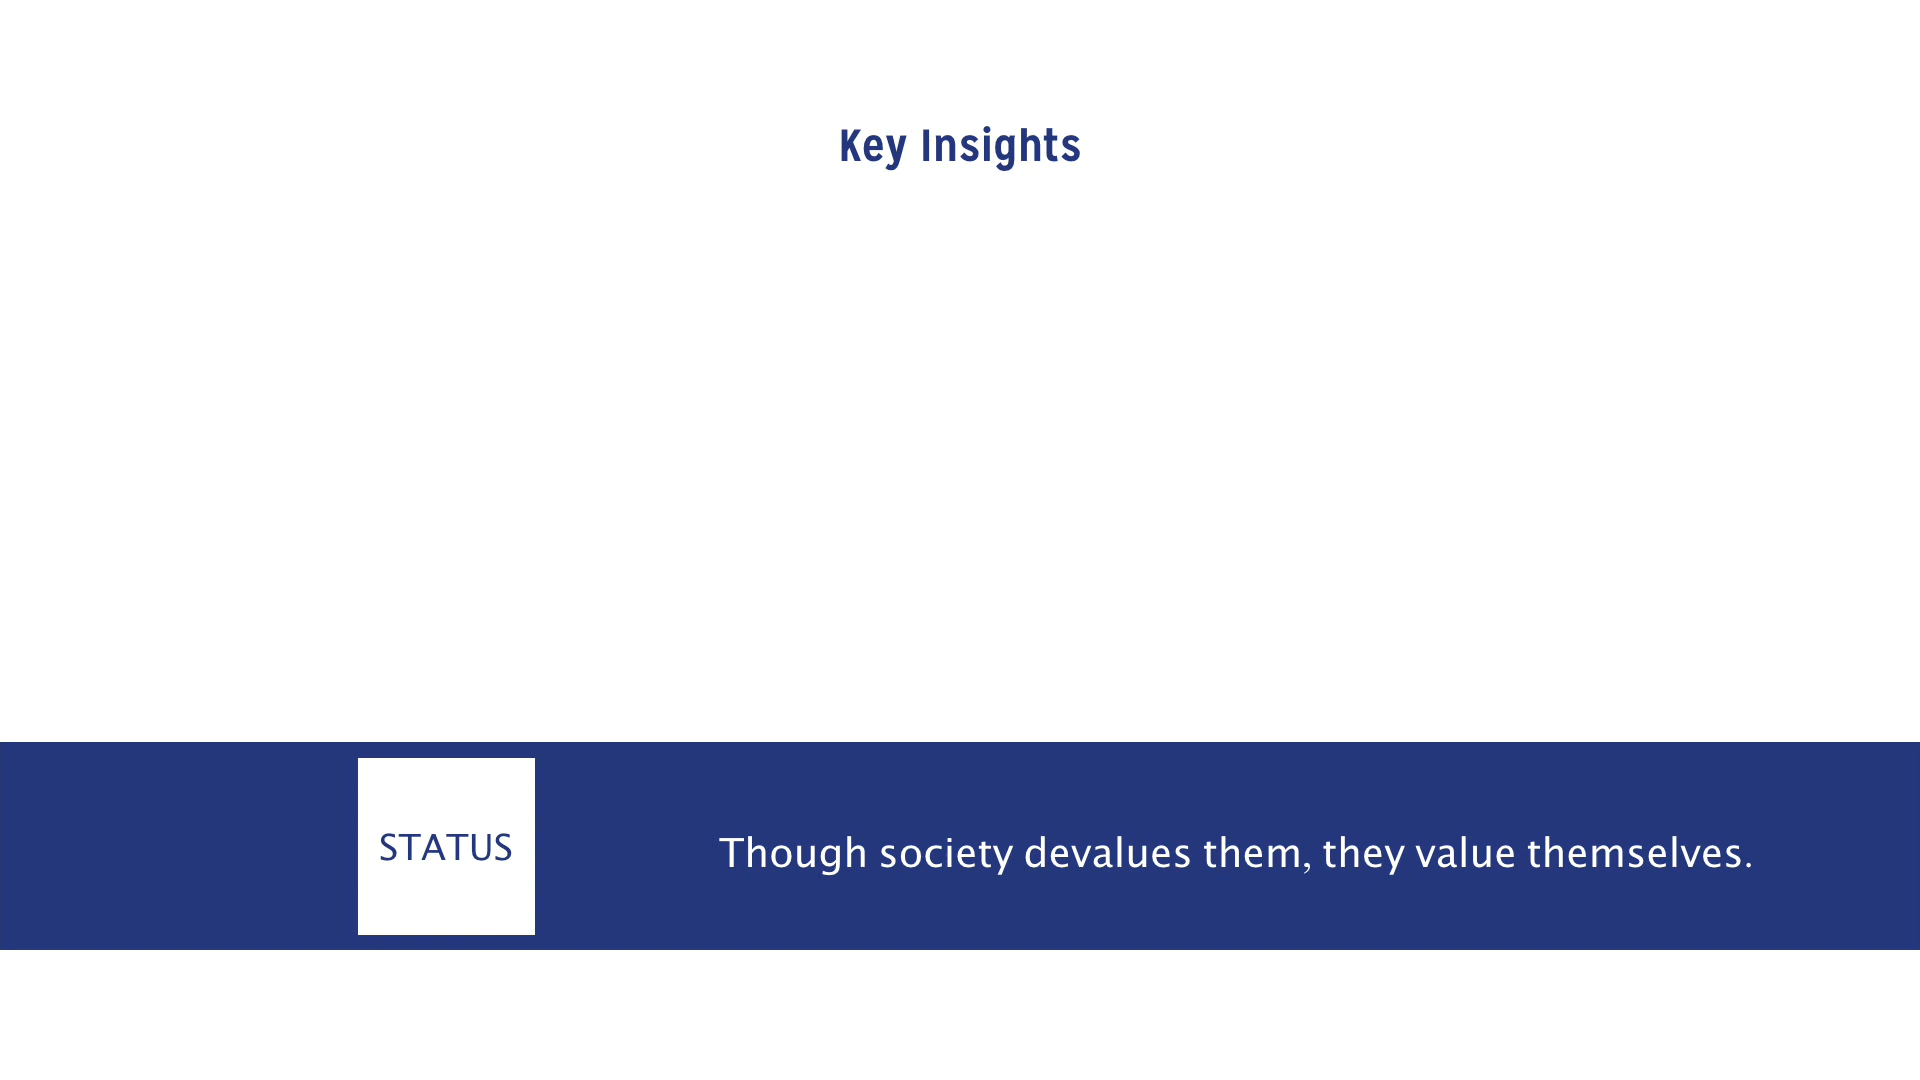 Key Insights
STATUS
Though society devalues them, they value themselves.